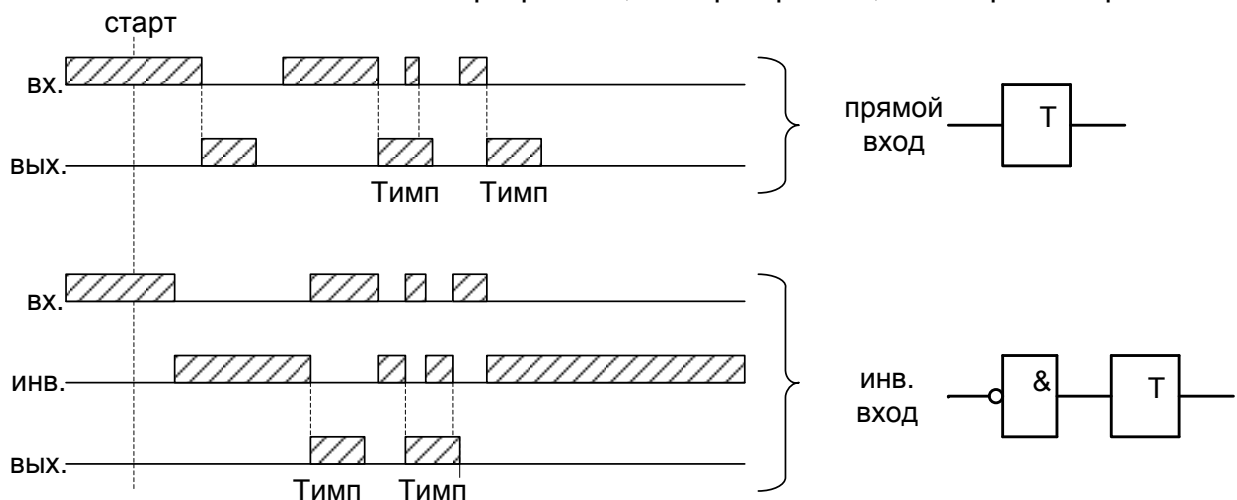 старт
вх.
вых.
Тимп Тимп
прямой
вход
T
вх.
инв.
вых.
Тимп Тимп
инв.
вход
&
T